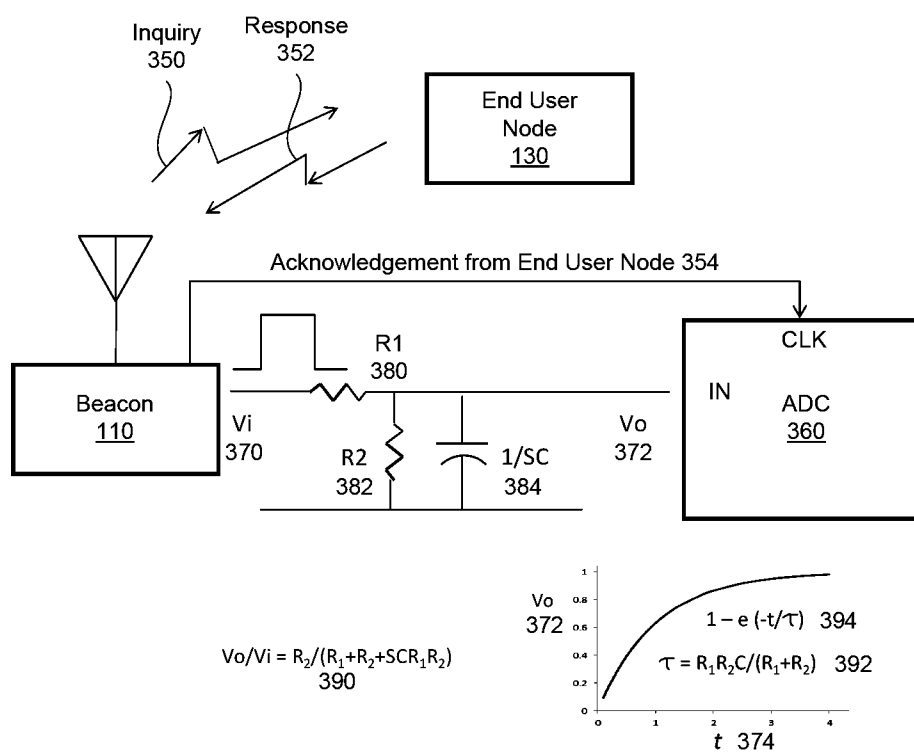 Inquiry
350
Response
352
End User
Node
130
Acknowledgement from End User Node 354
Beacon
110
Vi
370
R1
380
R2
382
1/SC
384
Vo
372
CLK
IN
ADC
360
Vo/Vi = R₂/(R₁+R₂+SCR₁R₂)
390
Vo
372
1
0.8
0.6
0.4
0.2
0
0 1 2 3 4
1 – e (-t/τ) 394
τ = R₁R₂C/(R₁+R₂) 392
t 374